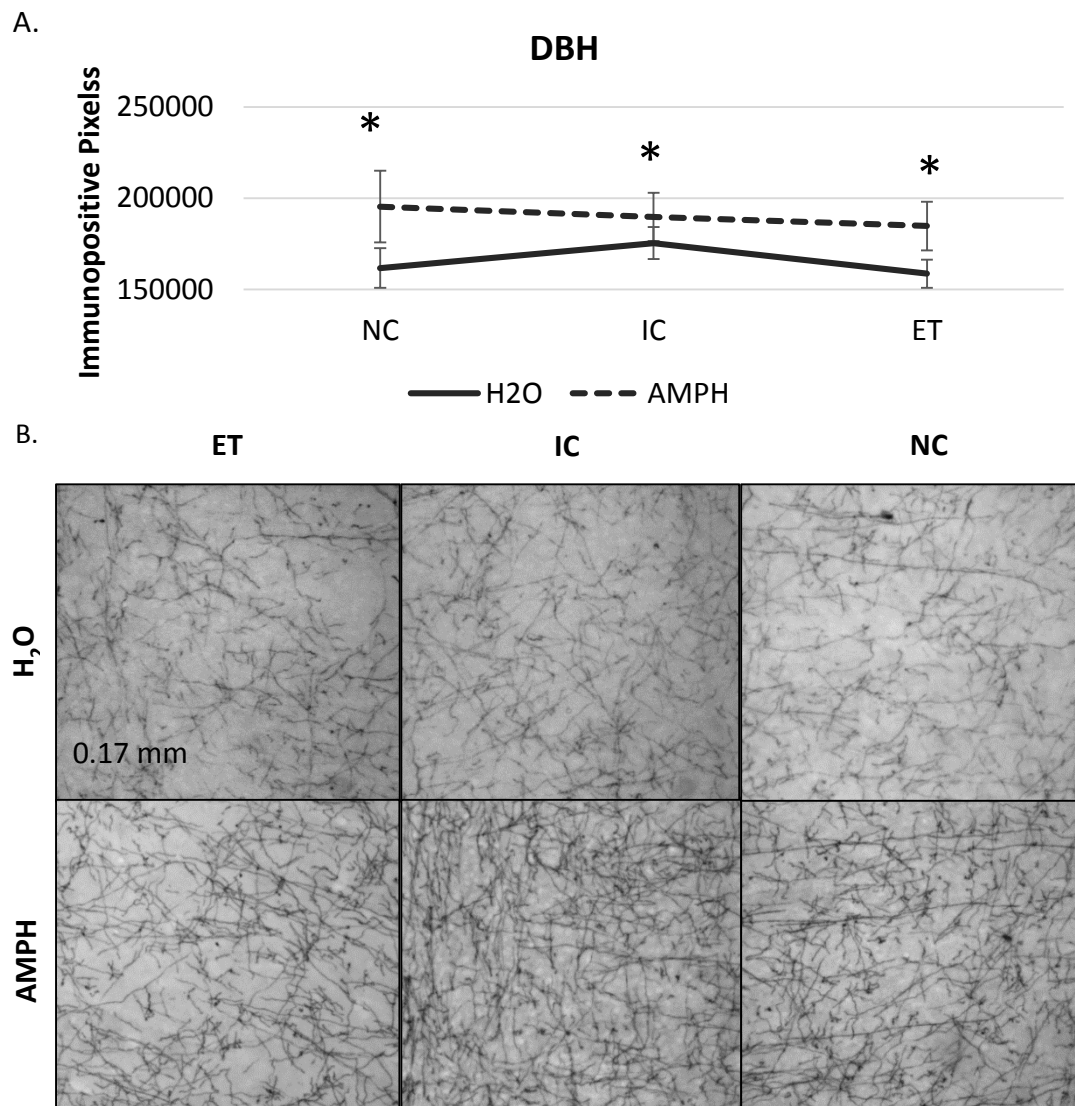 A.
DBH
Immunopositive Pixelss
250000
*
*
*
200000
150000
NC IC ET
H2O AMPH
B.
ET IC NC
H₂O
0.17 mm
AMPH